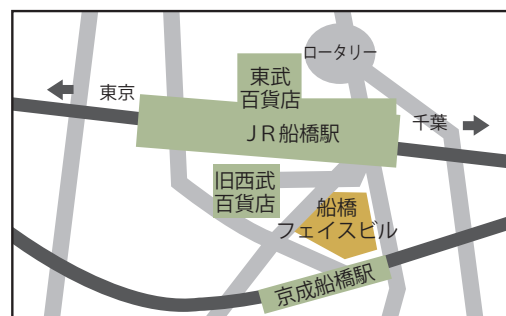 ロータリー
東京
東武
百貨店
千葉
JR船橋駅
旧西武
百貨店
船橋
フェイスビル
京成船橋駅